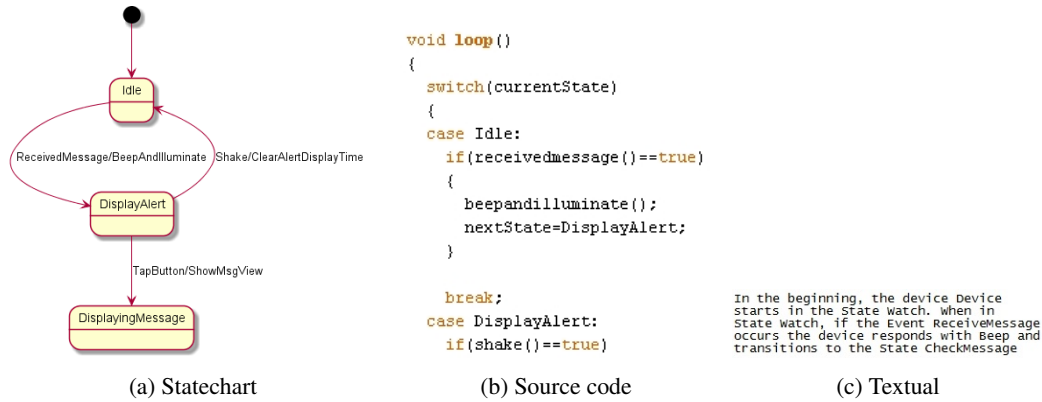 Idle
ReceivedMessage/BeepAndIlluminate
Shake/ClearAlertDisplayTime
DisplayAlert
TapButton/ShowMsgView
DisplayingMessage
(a) Statechart
void loop()
{
switch(currentState)
{
case Idle:
if(receivedmessage()==true)
{
beepandilluminate();
nextState=DisplayAlert;
}
break;
case DisplayAlert:
if(shake()==true)
(b) Source code
In the beginning, the device Device
starts in the State Watch. When in
State Watch, if the Event ReceiveMessage
occurs the device responds with Beep and
transitions to the State CheckMessage
(c) Textual